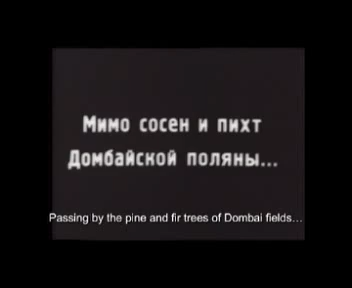 Мимо сосен и пихт
Домбайской поляны...
Passing by the pine and fir trees of Dombai fields...